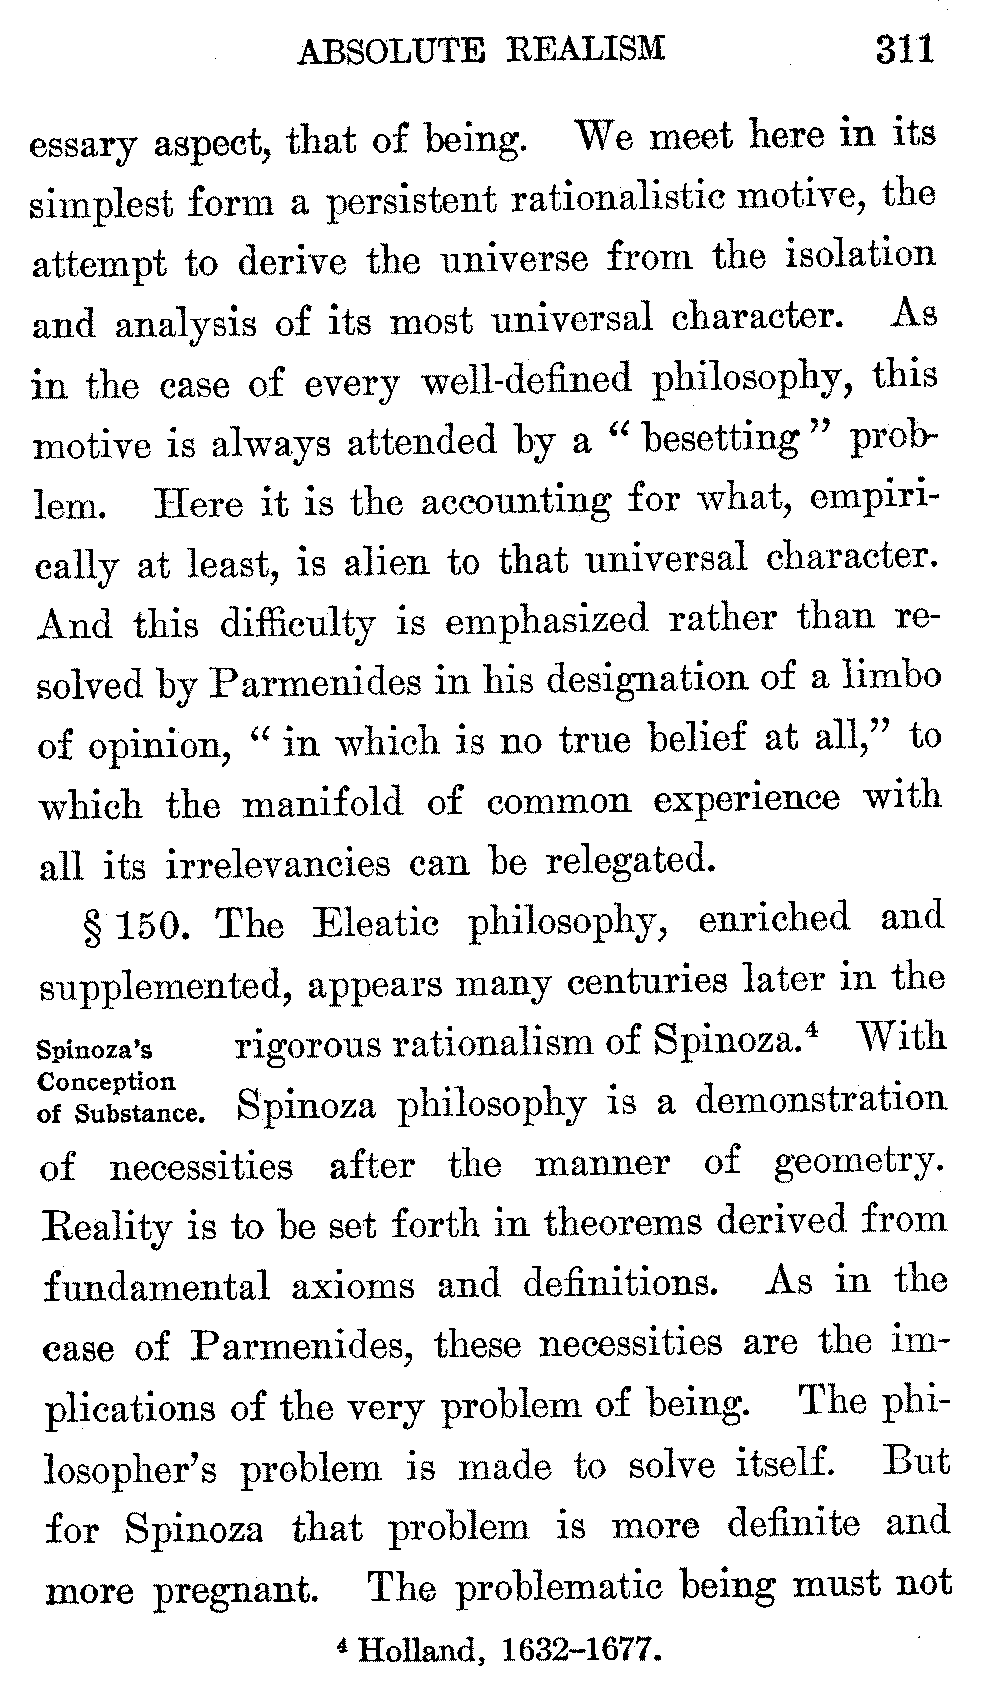 ABSOLUTE REALISM 311
essary aspect, that of being. We meet here in its
simplest form a persistent rationalistic motive, the
attempt to derive the universe from the isolation
and analysis of its most universal character. As
in the case of every well-defined philosophy, this
motive is always attended by a “ besetting ” prob-
lem. Here it is the accounting for what, empiri-
cally at least, is alien to that universal character.
And this difficulty is emphasized rather than re-
solved by Parmenides in his designation of a limbo
of opinion, “ in which is no true belief at all,” to
which the manifold of common experience with
all its irrelevancies can be relegated.
§ 150. The Eleatic philosophy, enriched and
supplemented, appears many centuries later in the
Spinoza’s
Conception
of Substance.
rigorous rationalism of Spinoza.⁴ With
Spinoza philosophy is a demonstration
of necessities after the manner of geometry.
Reality is to be set forth in theorems derived from
fundamental axioms and definitions. As in the
case of Parmenides, these necessities are the im-
plications of the very problem of being. The phi-
losopher’s problem is made to solve itself. But
for Spinoza that problem is more definite and
more pregnant. The problematic being must not
⁴ Holland, 1632–1677.